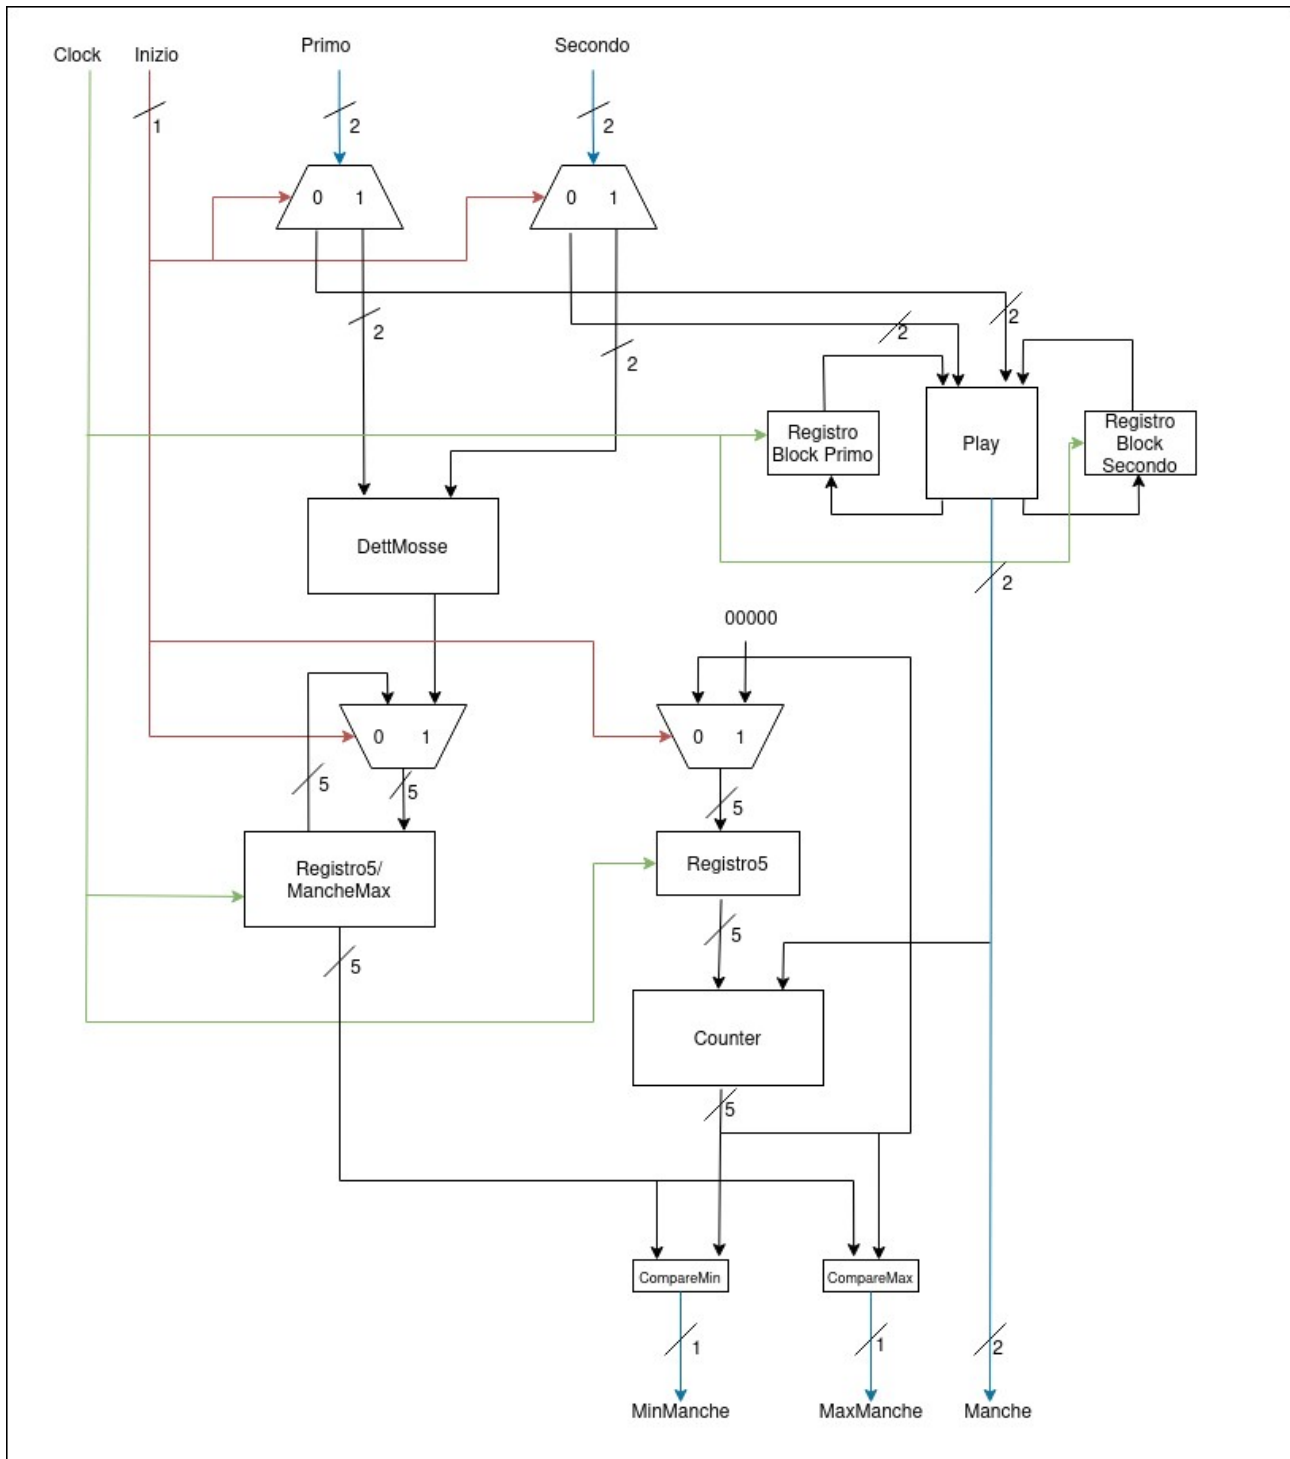 Clock
Inizio
Primo
Secondo
1
2
2
0 1
0 1
2
2
2
2
Registro
Block Primo
Play
Registro
Block
Secondo
DettMosse
2
00000
0 1
0 1
5
5
5
Registro5/
MancheMax
Registro5
5
5
Counter
5
CompareMin
CompareMax
1
1
2
MinManche
MaxManche
Manche